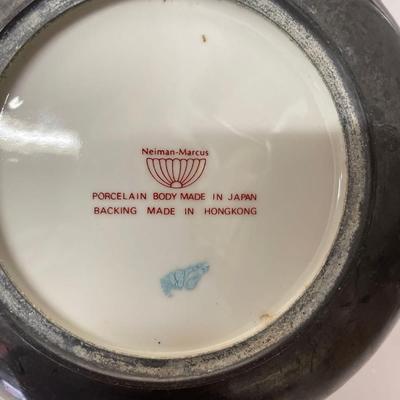 Neiman-Marcus
PORCELAIN BODY MADE IN JAPAN
BACKING MADE IN HONGKONG